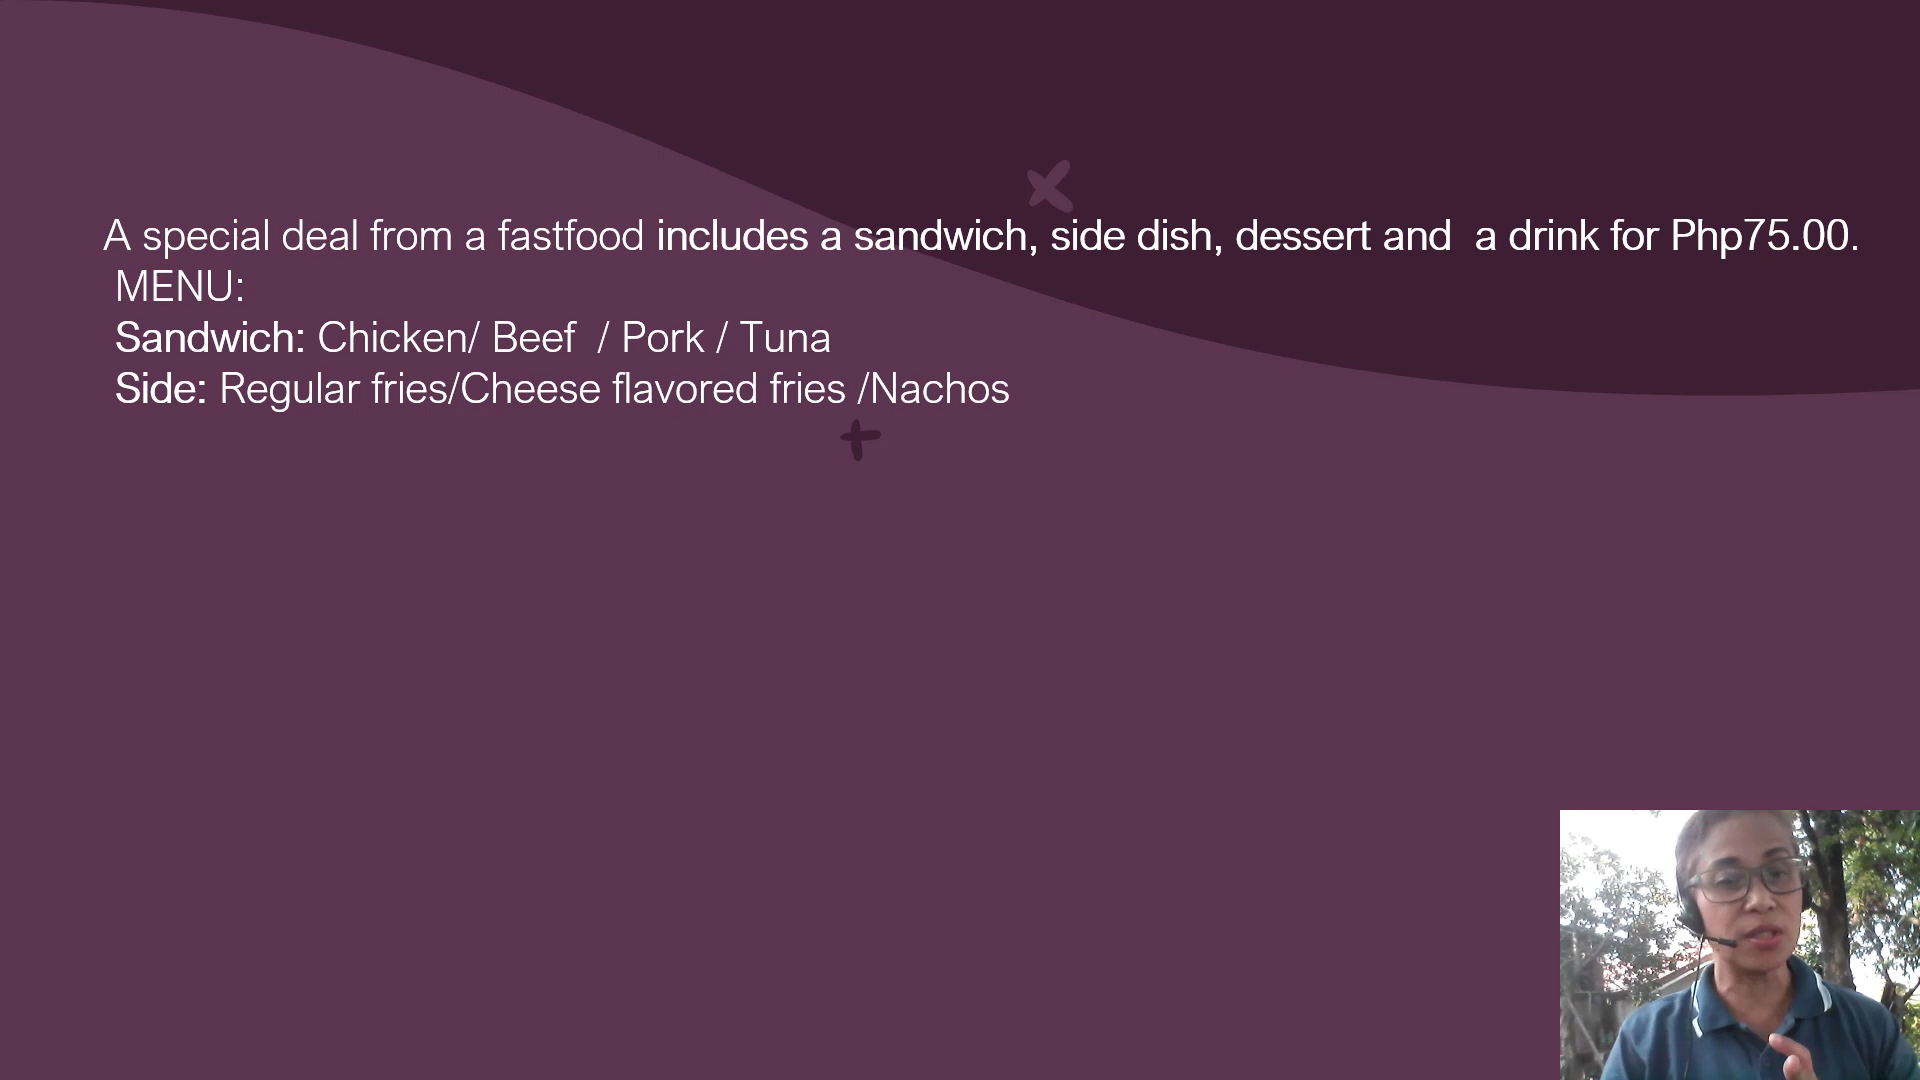 A special deal from a fastfood includes a sandwich, side dish, dessert and a drink for Php75.00.
MENU:
Sandwich: Chicken/ Beef / Pork / Tuna
Side: Regular fries/Cheese flavored fries /Nachos